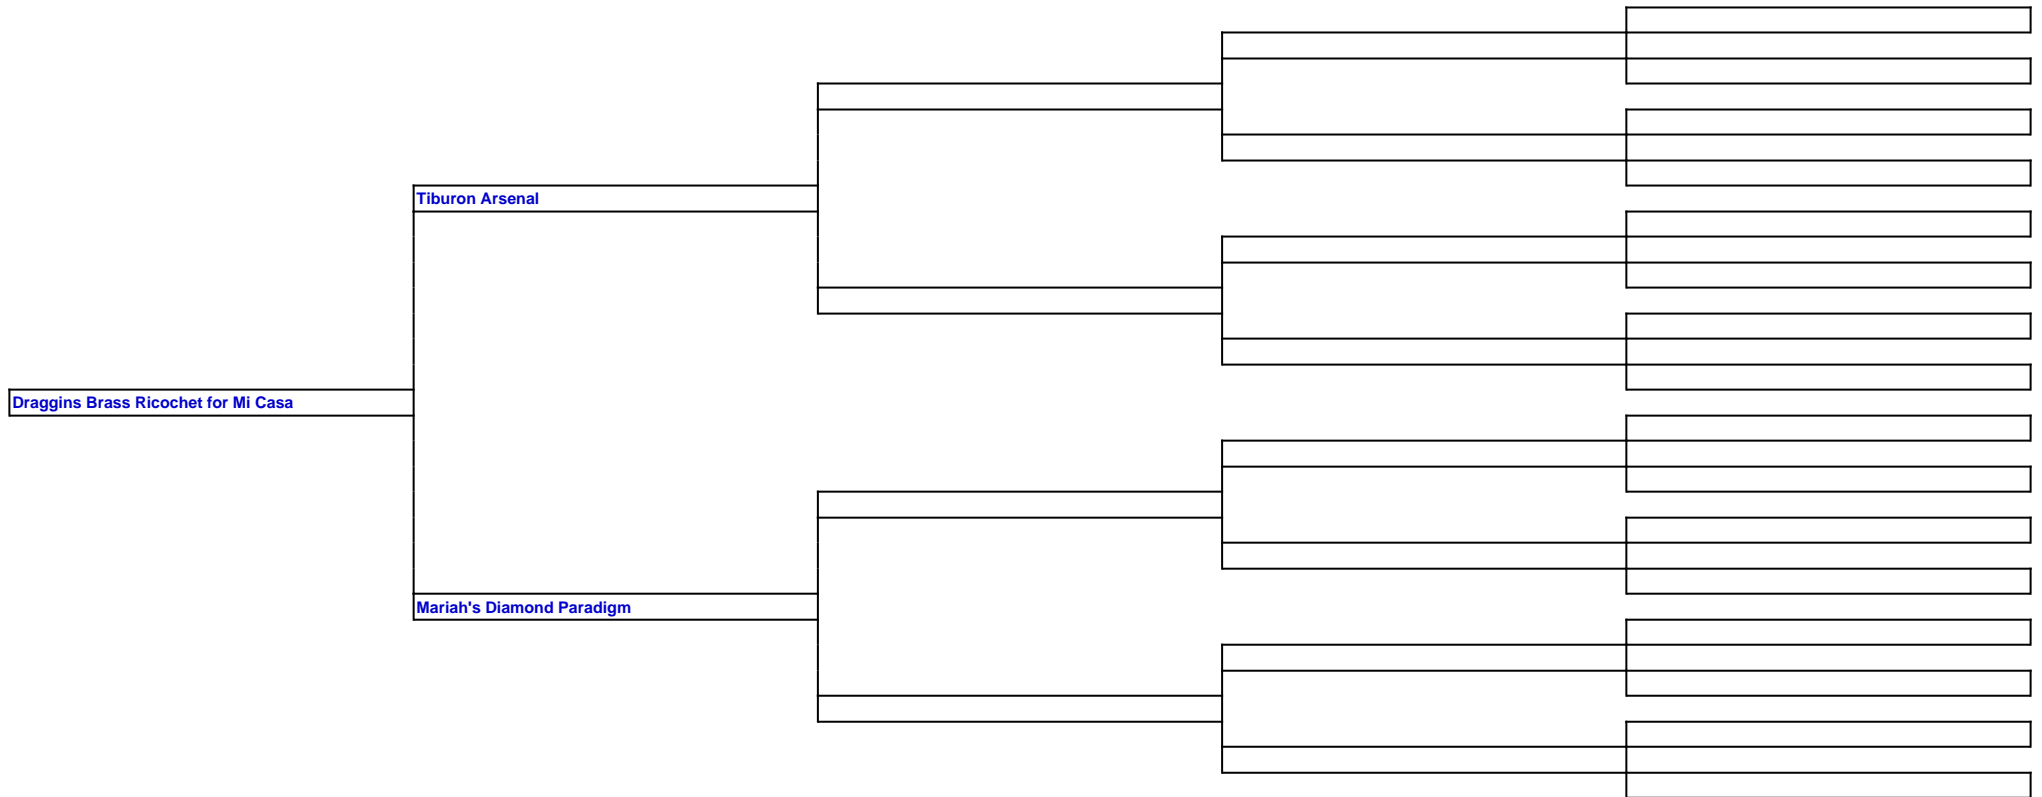 Tiburon Arsenal
Draggins Brass Ricochet for Mi Casa
Mariah's Diamond Paradigm